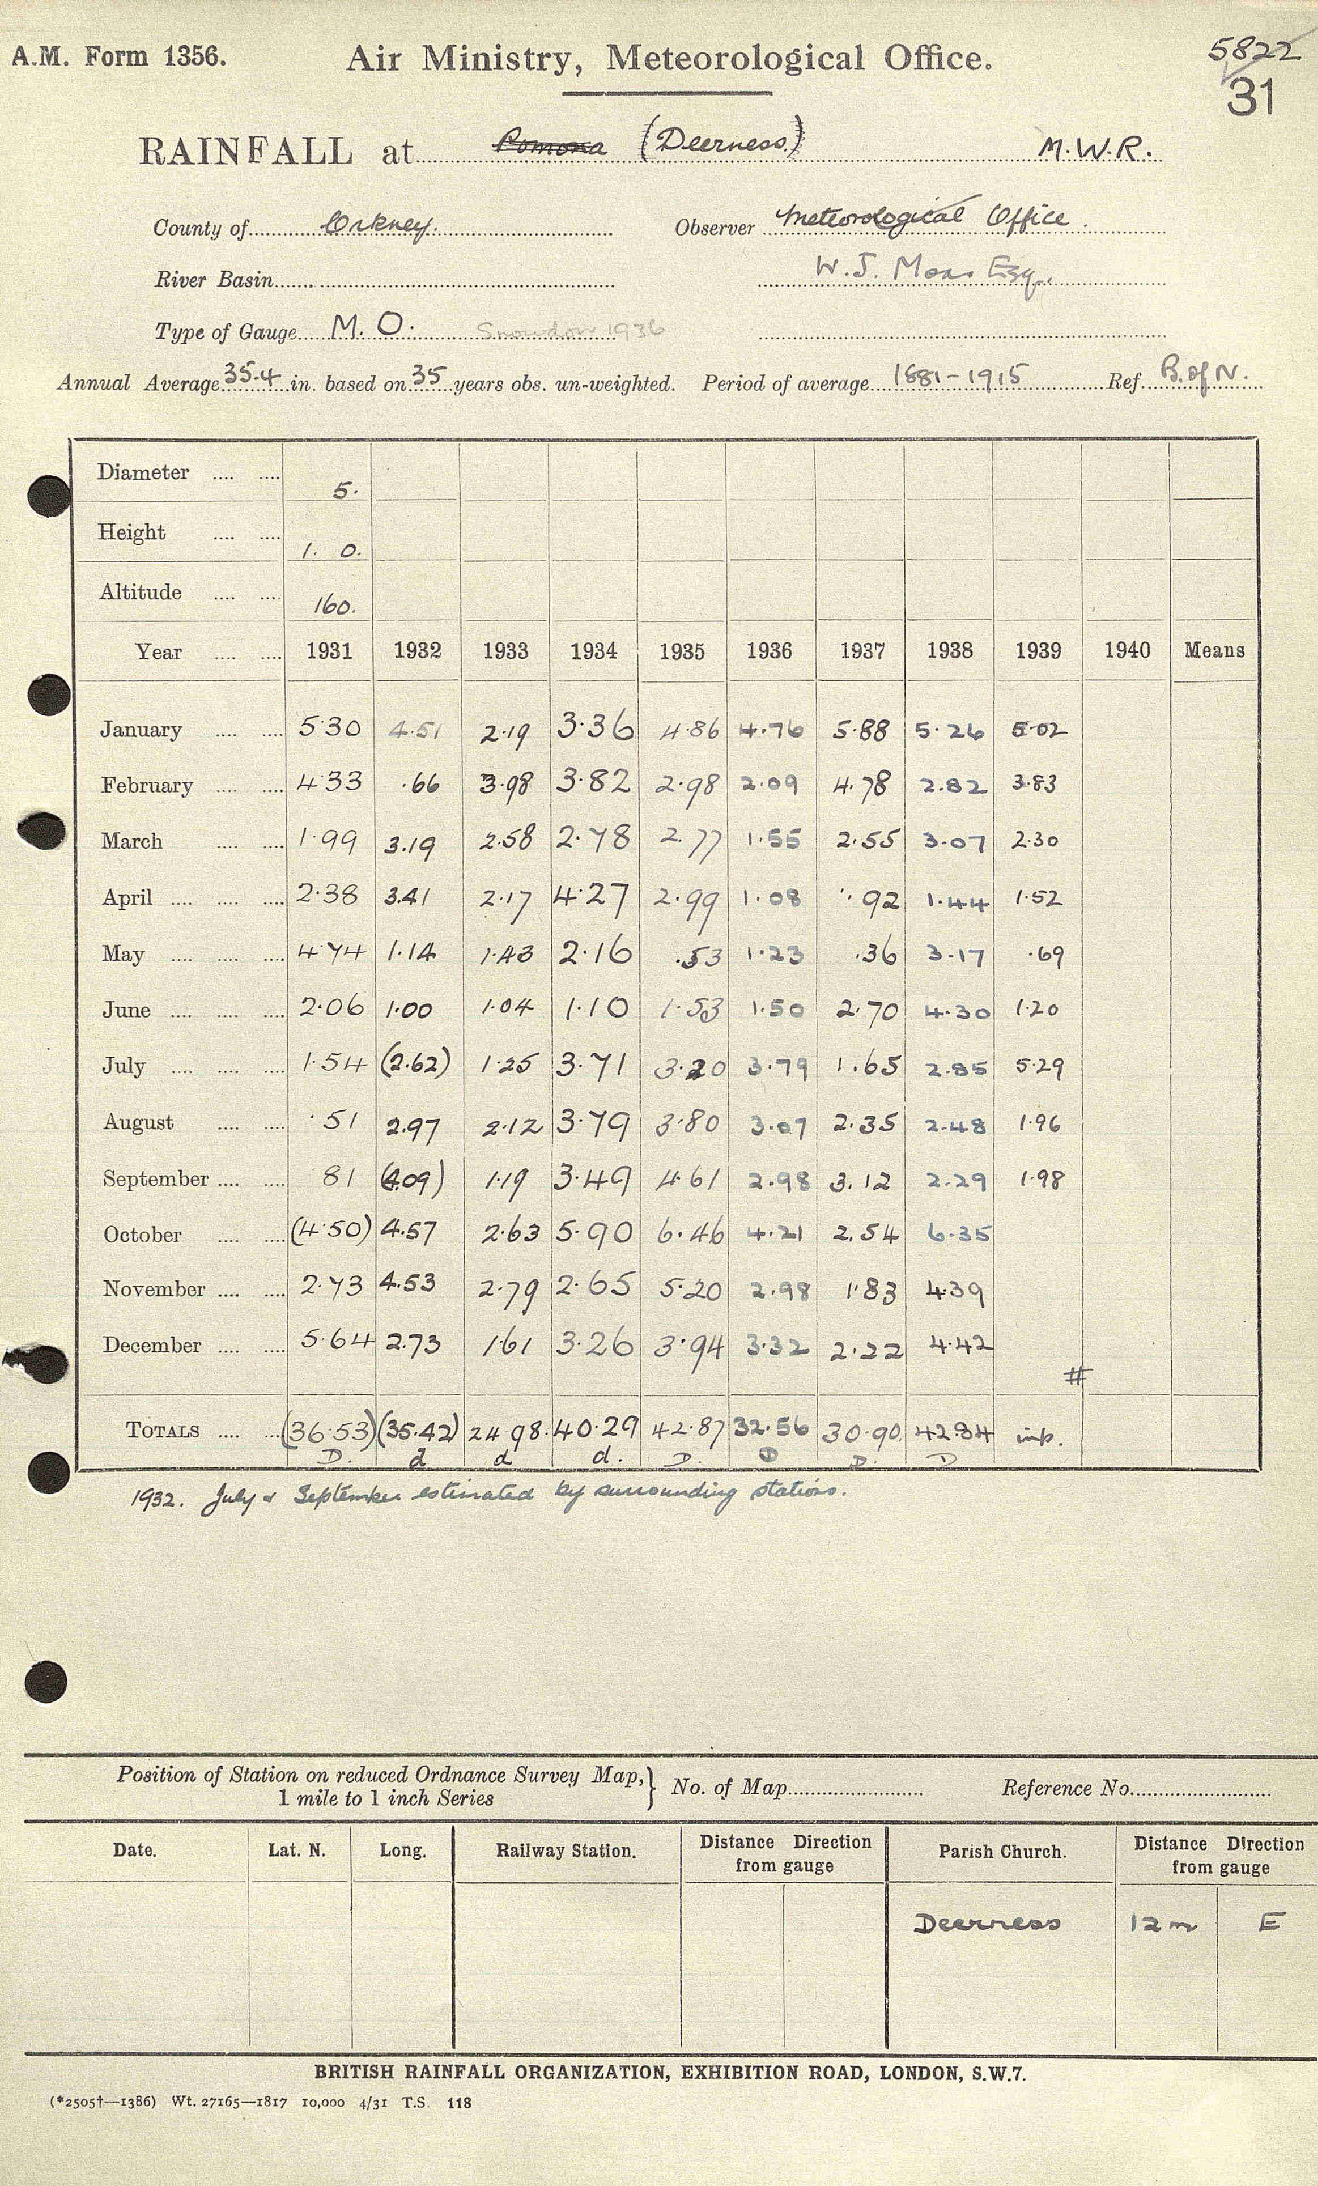 A.M. Form 1356. Air Ministry, Meteorological Office. 5822
31
RAINFALL at Pomona (Deerness) M.W.R.
County of Orkney. Observer Meteorological Office
River Basin W. J. Esq.
Type of Gauge M.O. Snowdon 1936
Annual Average 35.4 in. based on 35 years obs. un-weighted. Period of average 1881-1915 Ref. B. of N.
Diameter 5.
Height 1. 0.
Altitude 160.
Year 1931 1932 1933 1934 1935 1936 1937 1938 1939 1940 Means
January 5.30 4.51 2.19 3.36 4.86 4.76 5.88 5.26 5.02
February 4.33 .66 3.98 3.82 2.98 2.09 4.78 2.82 3.83
March 1.99 3.19 2.58 2.78 2.77 1.55 2.55 3.07 2.30
April 2.38 3.41 2.17 4.27 2.99 1.08 .92 1.44 1.52
May 4.74 1.14 1.43 2.16 .53 1.23 .36 3.17 .69
June 2.06 1.00 1.04 1.10 1.53 1.50 2.70 4.30 1.20
July 1.54 (2.62) 1.25 3.71 3.20 3.79 1.65 2.85 5.29
August .51 2.97 2.12 3.79 3.80 3.07 2.35 2.48 1.96
September 81 (4.09) 1.19 3.49 4.61 2.98 3.12 2.29 1.98
October (4.50) 4.57 2.63 5.90 6.46 4.21 2.54 6.35
November 2.73 4.53 2.79 2.65 5.20 2.98 1.83 4.39
December 5.64 2.73 1.61 3.26 3.94 3.32 2.22 4.42
#
TOTALS (36.53) (35.42) 24.98 40.29 42.87 32.56 30.90 42.84 inp.
D. d d d. D. D D. D
1932. July & September estimated by surrounding stations.
Position of Station on reduced Ordnance Survey Map, } No. of Map Reference No.
1 mile to 1 inch Series
Date. Lat. N. Long. Railway Station. Distance Direction from gauge Parish Church. Distance Direction from gauge
Deerness 12 m E
BRITISH RAINFALL ORGANIZATION, EXHIBITION ROAD, LONDON, S.W.7.
(*2505†—1386) Wt. 27165—1817 10,000 4/31 T.S. 118